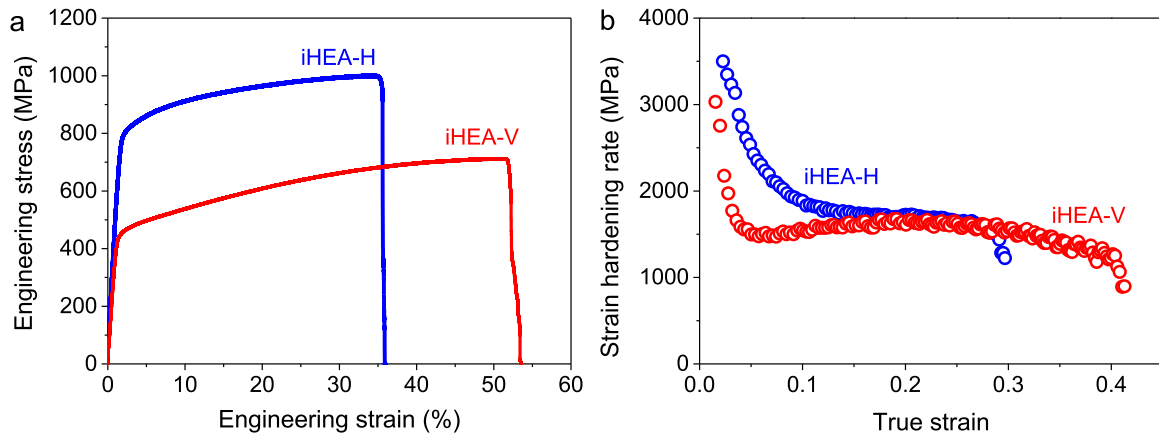 a
1200
1000
800
600
400
200
0
Engineering stress (MPa)
iHEA-H
iHEA-V
0 10 20 30 40 50 60
Engineering strain (%)
b
4000
3000
2000
1000
0
Strain hardening rate (MPa)
iHEA-H
iHEA-V
0.0 0.1 0.2 0.3 0.4
True strain